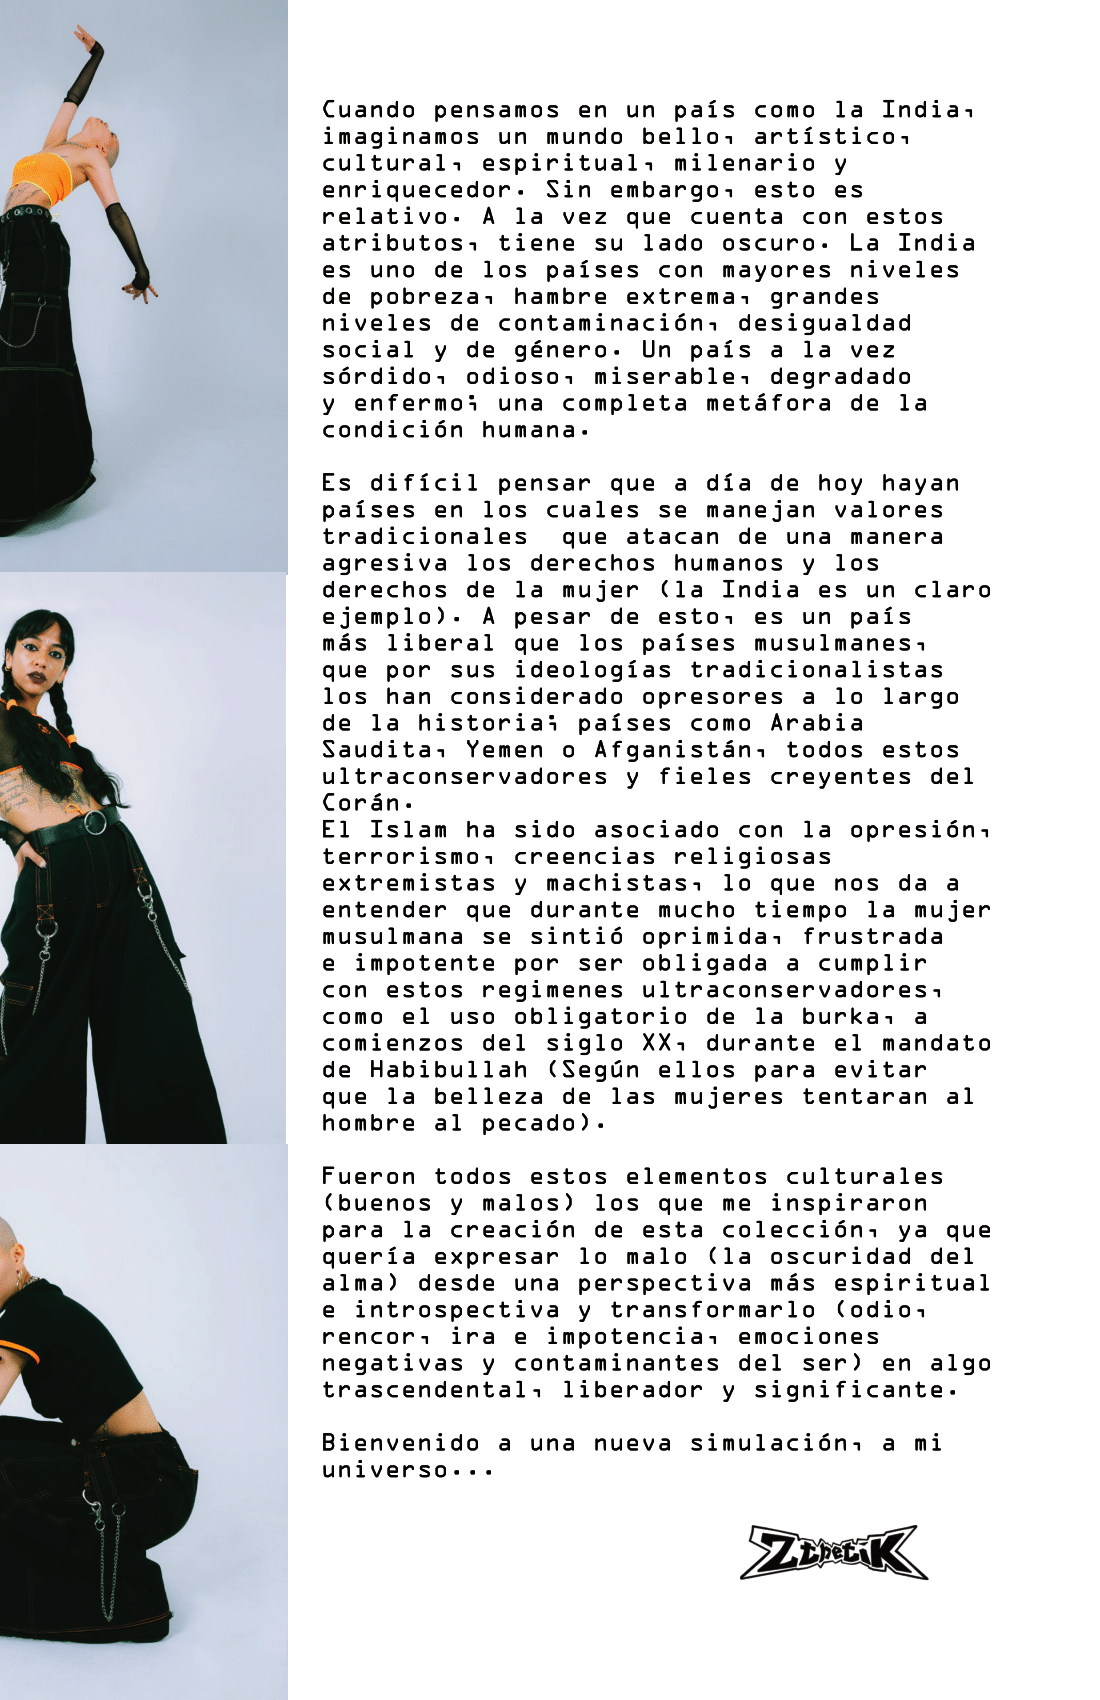 Cuando pensamos en un país como la India,
imaginamos un mundo bello, artístico,
cultural, espiritual, milenario y
enriquecedor. Sin embargo, esto es
relativo. A la vez que cuenta con estos
atributos, tiene su lado oscuro. La India
es uno de los países con mayores niveles
de pobreza, hambre extrema, grandes
niveles de contaminación, desigualdad
social y de género. Un país a la vez
sórdido, odioso, miserable, degradado
y enfermo; una completa metáfora de la
condición humana.

Es difícil pensar que a día de hoy hayan
países en los cuales se manejan valores
tradicionales  que atacan de una manera
agresiva los derechos humanos y los
derechos de la mujer (la India es un claro
ejemplo). A pesar de esto, es un país
más liberal que los países musulmanes,
que por sus ideologías tradicionalistas
los han considerado opresores a lo largo
de la historia; países como Arabia
Saudita, Yemen o Afganistán, todos estos
ultraconservadores y fieles creyentes del
Corán.
El Islam ha sido asociado con la opresión,
terrorismo, creencias religiosas
extremistas y machistas, lo que nos da a
entender que durante mucho tiempo la mujer
musulmana se sintió oprimida, frustrada
e impotente por ser obligada a cumplir
con estos regimenes ultraconservadores,
como el uso obligatorio de la burka, a
comienzos del siglo XX, durante el mandato
de Habibullah (Según ellos para evitar
que la belleza de las mujeres tentaran al
hombre al pecado).

Fueron todos estos elementos culturales
(buenos y malos) los que me inspiraron
para la creación de esta colección, ya que
quería expresar lo malo (la oscuridad del
alma) desde una perspectiva más espiritual
e introspectiva y transformarlo (odio,
rencor, ira e impotencia, emociones
negativas y contaminantes del ser) en algo
trascendental, liberador y significante.

Bienvenido a una nueva simulación, a mi
universo...

Zthetik